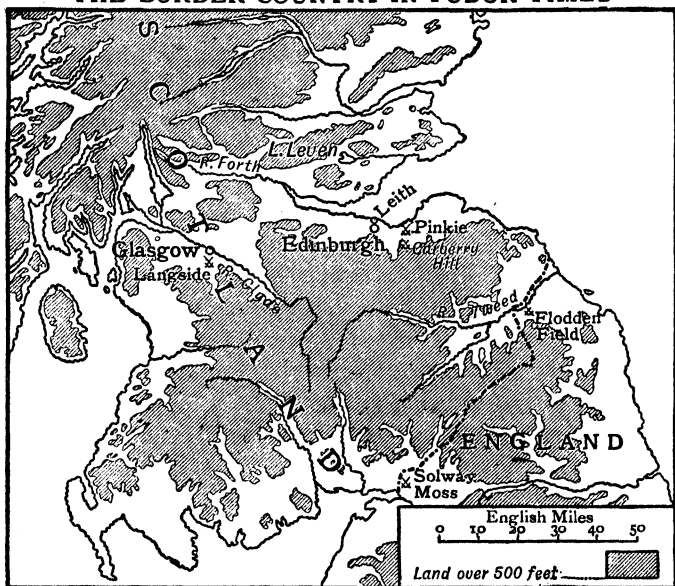 THE BORDER COUNTRY IN TUDOR TIMES
SCOTLAND
L. Leven
R. Forth
Leith
Pinkie
Edinburgh
Carberry
Hill
Glasgow
Langside
R. Clyde
R. Tweed
Flodden
Field
ENGLAND
Solway
Moss
English Miles
0 10 20 30 40 50
Land over 500 feet